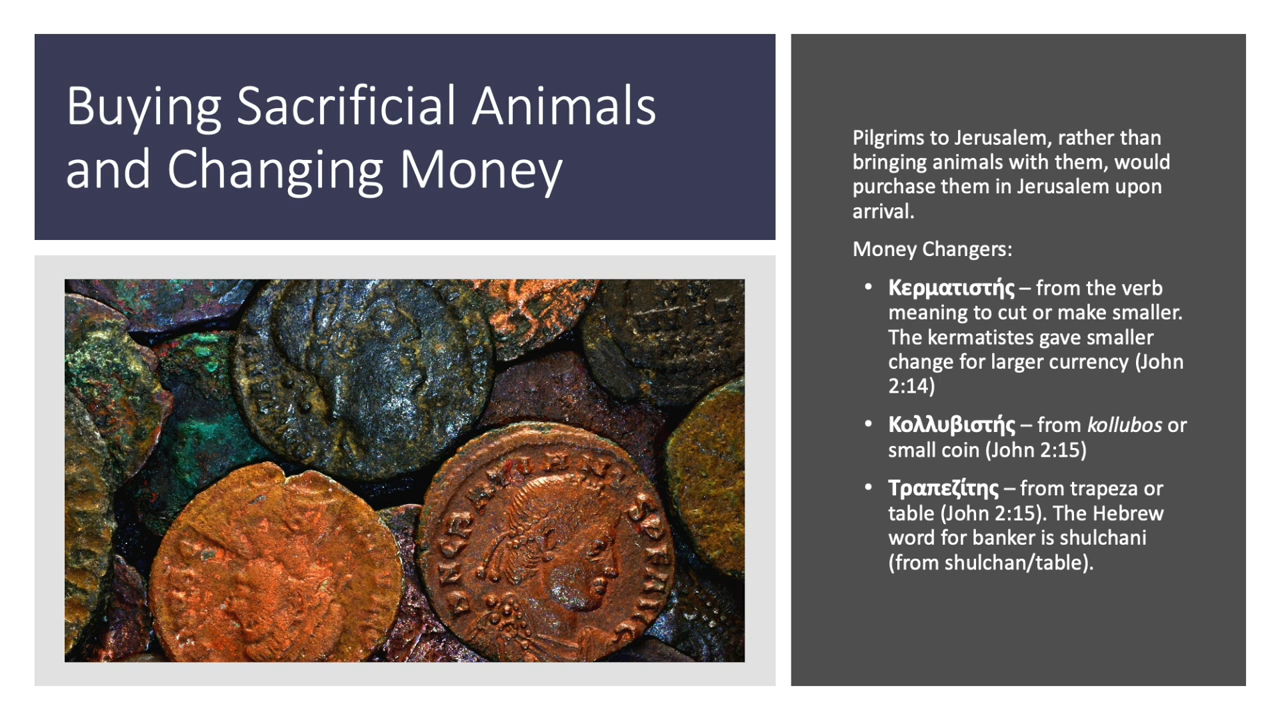 Buying Sacrificial Animals
and Changing Money
Pilgrims to Jerusalem, rather than
bringing animals with them, would
purchase them in Jerusalem upon
arrival.
Money Changers:
• Κερματιστής – from the verb
meaning to cut or make smaller.
The kermatistes gave smaller
change for larger currency (John
2:14)
• Κολλυβιστής – from kollubos or
small coin (John 2:15)
• Τραπεζίτης – from trapeza or
table (John 2:15). The Hebrew
word for banker is shulchani
(from shulchan/table).